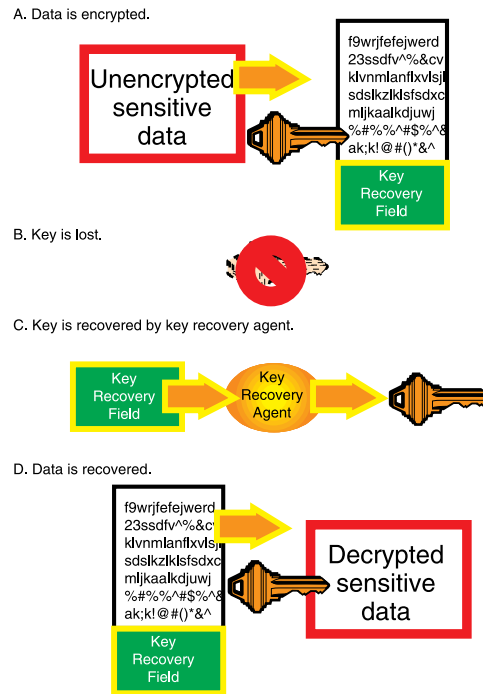 A. Data is encrypted.
Unencrypted
sensitive
data
f9wrjfefejwerd
23ssdfv^%&cv
klvnmlanflxvlsjl
sdslkzlklsfsdxc
mljkaalkdjuwj
%#%%^#$%^&
ak;k!@#()*&^
Key
Recovery
Field
B. Key is lost.
C. Key is recovered by key recovery agent.
Key
Recovery
Field
Key
Recovery
Agent
D. Data is recovered.
f9wrjfefejwerd
23ssdfv^%&cv
klvnmlanflxvlsj
sdslkzlklsfsdxc
mljkaalkdjuwj
%#%%^#$%^&
ak;k!@#()*&^
Key
Recovery
Field
Decrypted
sensitive
data